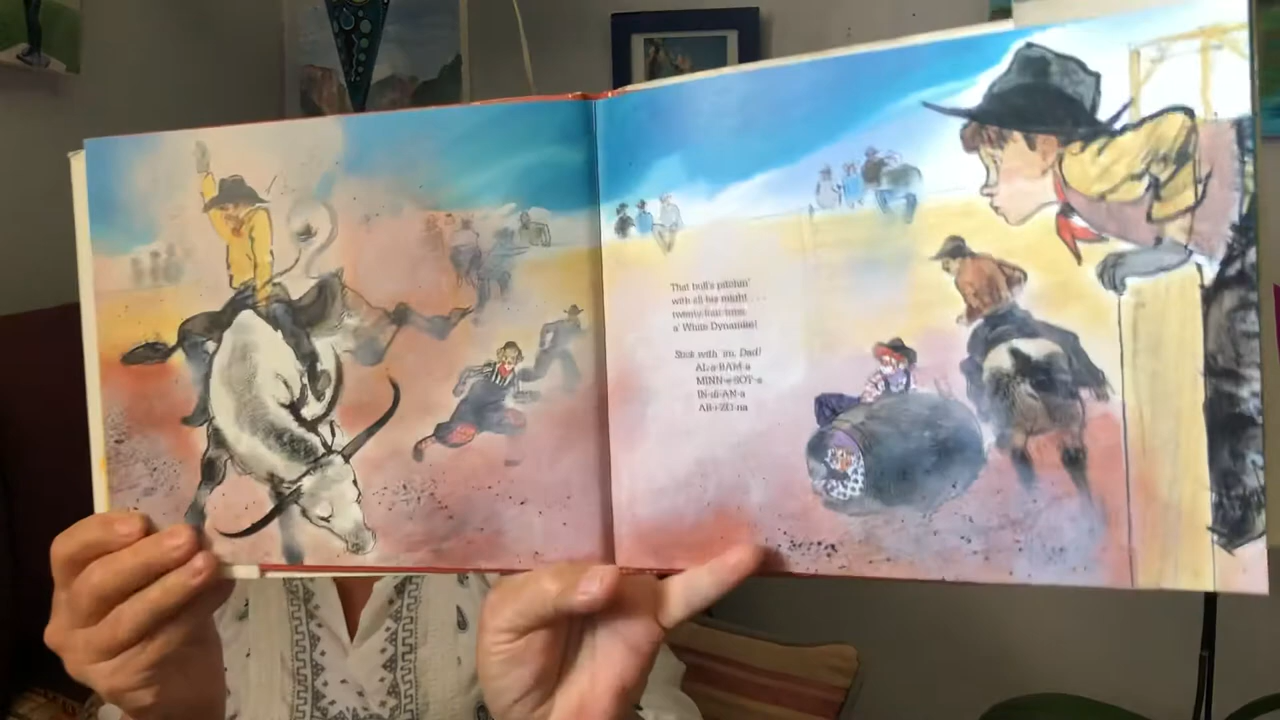 That bull's pitchin'
with all his might . . .
twenty-four tons
a' White Dynamite!
Stick with 'im, Dad!
AL-a-BAM-a
MINN-e-SOT-a
IN-di-AN-a
AR-i-ZO-na